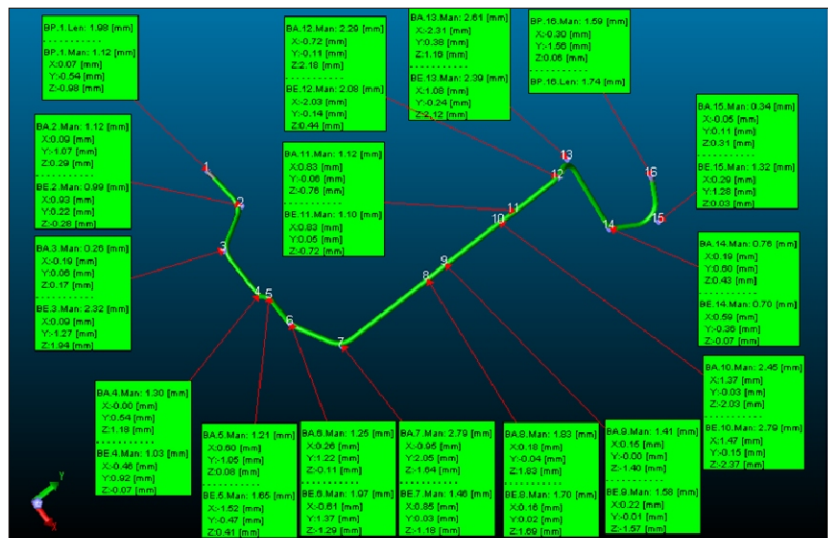 BP.1.Len: 1.98 [mm]
BP.1.Man: 1.12 [mm]
X:0.07 [mm]
Y:-0.54 [mm]
Z:-0.98 [mm]
BA.2.Man: 1.12 [mm]
X:0.09 [mm]
Y:-1.07 [mm]
Z:0.29 [mm]
BE.2.Man: 0.99 [mm]
X:0.93 [mm]
Y:0.22 [mm]
Z:-0.28 [mm]
BA.3.Man: 0.26 [mm]
X:-0.19 [mm]
Y:0.06 [mm]
Z:0.17 [mm]
BE.3.Man: 2.32 [mm]
X:0.09 [mm]
Y:-1.27 [mm]
Z:1.94 [mm]
BA.4.Man: 1.30 [mm]
X:-0.00 [mm]
Y:0.54 [mm]
Z:1.18 [mm]
BE.4.Man: 1.03 [mm]
X:-0.46 [mm]
Y:0.92 [mm]
Z:-0.07 [mm]
BA.5.Man: 1.21 [mm]
X:0.60 [mm]
Y:-1.05 [mm]
Z:0.06 [mm]
BE.5.Man: 1.65 [mm]
X:-1.52 [mm]
Y:-0.47 [mm]
Z:0.41 [mm]
BA.6.Man: 1.25 [mm]
X:0.26 [mm]
Y:1.22 [mm]
Z:-0.11 [mm]
BE.6.Man: 1.97 [mm]
X:-0.61 [mm]
Y:1.37 [mm]
Z:-1.29 [mm]
BA.7.Man: 2.79 [mm]
X:-0.95 [mm]
Y:2.05 [mm]
Z:-1.64 [mm]
BE.7.Man: 1.46 [mm]
X:0.85 [mm]
Y:0.03 [mm]
Z:-1.18 [mm]
BA.8.Man: 1.83 [mm]
X:0.18 [mm]
Y:-0.04 [mm]
Z:1.83 [mm]
BE.8.Man: 1.70 [mm]
X:0.16 [mm]
Y:0.02 [mm]
Z:1.69 [mm]
BA.9.Man: 1.41 [mm]
X:0.15 [mm]
Y:-0.00 [mm]
Z:-1.40 [mm]
BE.9.Man: 1.58 [mm]
X:0.22 [mm]
Y:-0.01 [mm]
Z:-1.57 [mm]
BA.10.Man: 2.45 [mm]
X:1.37 [mm]
Y:-0.03 [mm]
Z:-2.03 [mm]
BE.10.Man: 2.79 [mm]
X:1.47 [mm]
Y:-0.15 [mm]
Z:-2.37 [mm]
BA.11.Man: 1.12 [mm]
X:0.83 [mm]
Y:-0.06 [mm]
Z:-0.76 [mm]
BE.11.Man: 1.10 [mm]
X:0.83 [mm]
Y:0.05 [mm]
Z:-0.72 [mm]
BA.12.Man: 2.29 [mm]
X:-0.72 [mm]
Y:-0.11 [mm]
Z:2.18 [mm]
BE.12.Man: 2.08 [mm]
X:-2.03 [mm]
Y:-0.14 [mm]
Z:0.44 [mm]
BA.13.Man: 2.61 [mm]
X:-2.31 [mm]
Y:0.38 [mm]
Z:1.16 [mm]
BE.13.Man: 2.39 [mm]
X:1.08 [mm]
Y:-0.24 [mm]
Z:2.12 [mm]
BA.14.Man: 0.76 [mm]
X:0.19 [mm]
Y:0.60 [mm]
Z:0.43 [mm]
BE.14.Man: 0.70 [mm]
X:0.59 [mm]
Y:-0.36 [mm]
Z:-0.07 [mm]
BA.15.Man: 0.34 [mm]
X:-0.05 [mm]
Y:0.11 [mm]
Z:0.31 [mm]
BE.15.Man: 1.32 [mm]
X:0.29 [mm]
Y:1.28 [mm]
Z:0.03 [mm]
BP.16.Man: 1.59 [mm]
X:-0.30 [mm]
Y:-1.56 [mm]
Z:0.06 [mm]
BP.16.Len: 1.74 [mm]
1
2
3
4
5
6
7
8
9
10
11
12
13
14
15
16
Y
X